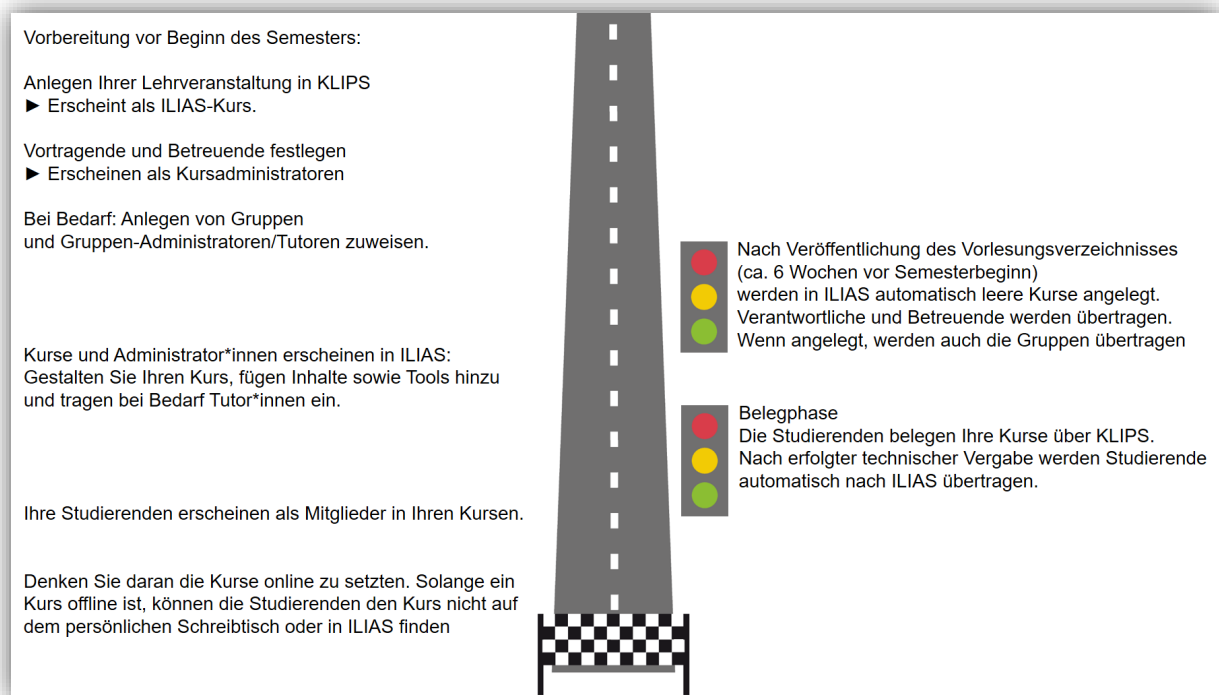 Vorbereitung vor Beginn des Semesters:
Anlegen Ihrer Lehrveranstaltung in KLIPS
► Erscheint als ILIAS-Kurs.
Vortragende und Betreuende festlegen
► Erscheinen als Kursadministratoren
Bei Bedarf: Anlegen von Gruppen
und Gruppen-Administratoren/Tutoren zuweisen.
Nach Veröffentlichung des Vorlesungsverzeichnisses
(ca. 6 Wochen vor Semesterbeginn)
werden in ILIAS automatisch leere Kurse angelegt.
Verantwortliche und Betreuende werden übertragen.
Wenn angelegt, werden auch die Gruppen übertragen
Kurse und Administrator*innen erscheinen in ILIAS:
Gestalten Sie Ihren Kurs, fügen Inhalte sowie Tools hinzu
und tragen bei Bedarf Tutor*innen ein.
Belegphase
Die Studierenden belegen Ihre Kurse über KLIPS.
Nach erfolgter technischer Vergabe werden Studierende
automatisch nach ILIAS übertragen.
Ihre Studierenden erscheinen als Mitglieder in Ihren Kursen.
Denken Sie daran die Kurse online zu setzten. Solange ein
Kurs offline ist, können die Studierenden den Kurs nicht auf
dem persönlichen Schreibtisch oder in ILIAS finden